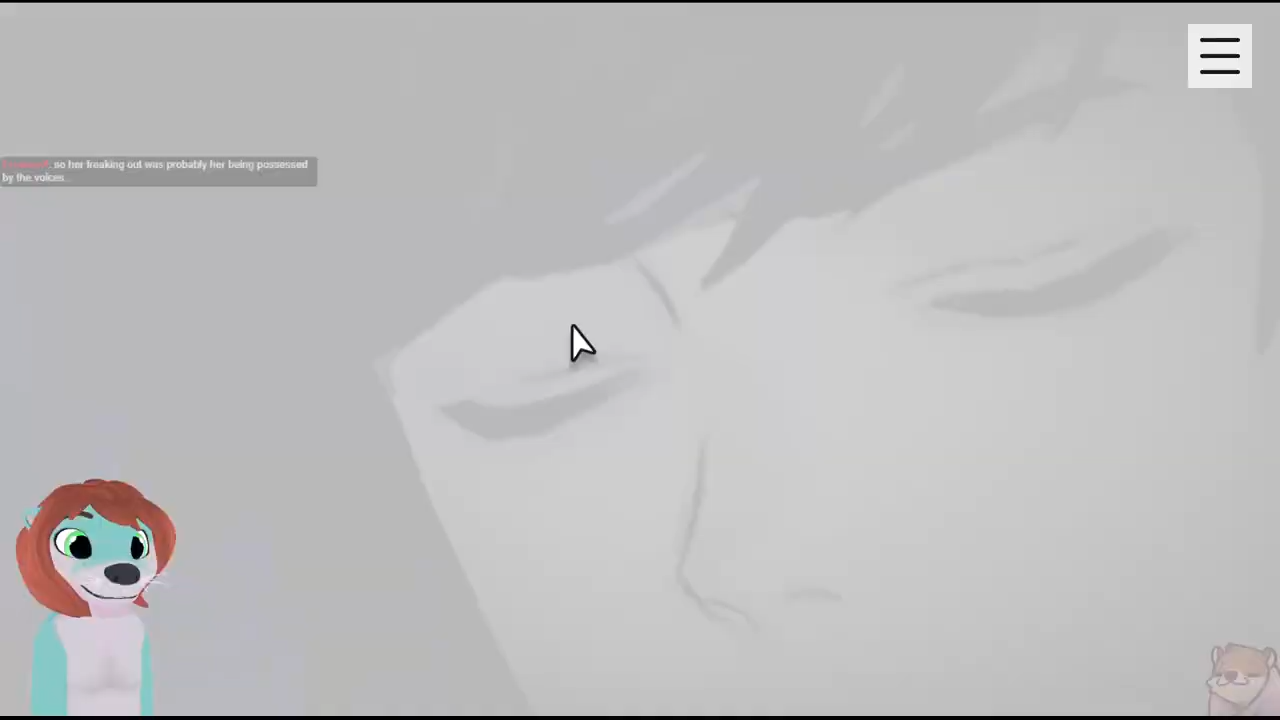 so her freaking out was probably her being possessed
by the voices.